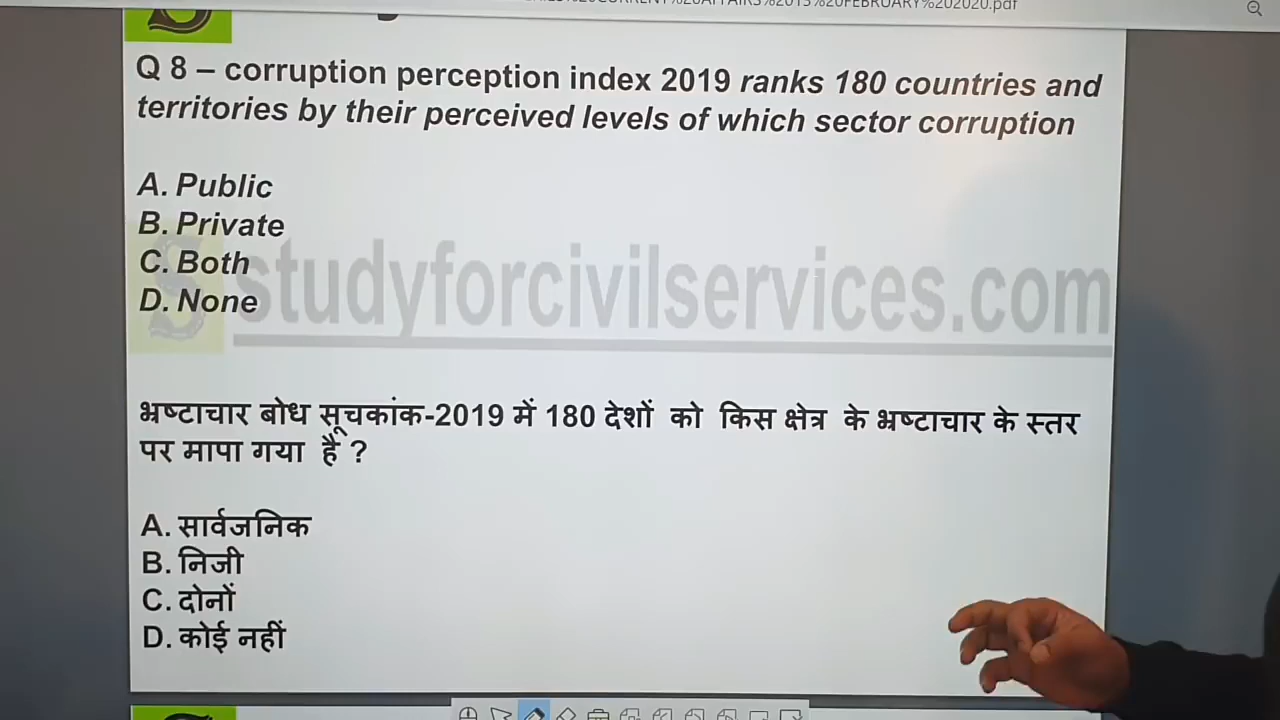 Q 8 – corruption perception index 2019 ranks 180 countries and
territories by their perceived levels of which sector corruption
A. Public
B. Private
C. Both
D. None
studyforcivilservices.com
भ्रष्टाचार बोध सूचकांक-2019 में 180 देशों को किस क्षेत्र के भ्रष्टाचार के स्तर
पर मापा गया है ?
A. सार्वजनिक
B. निजी
C. दोनों
D. कोई नहीं